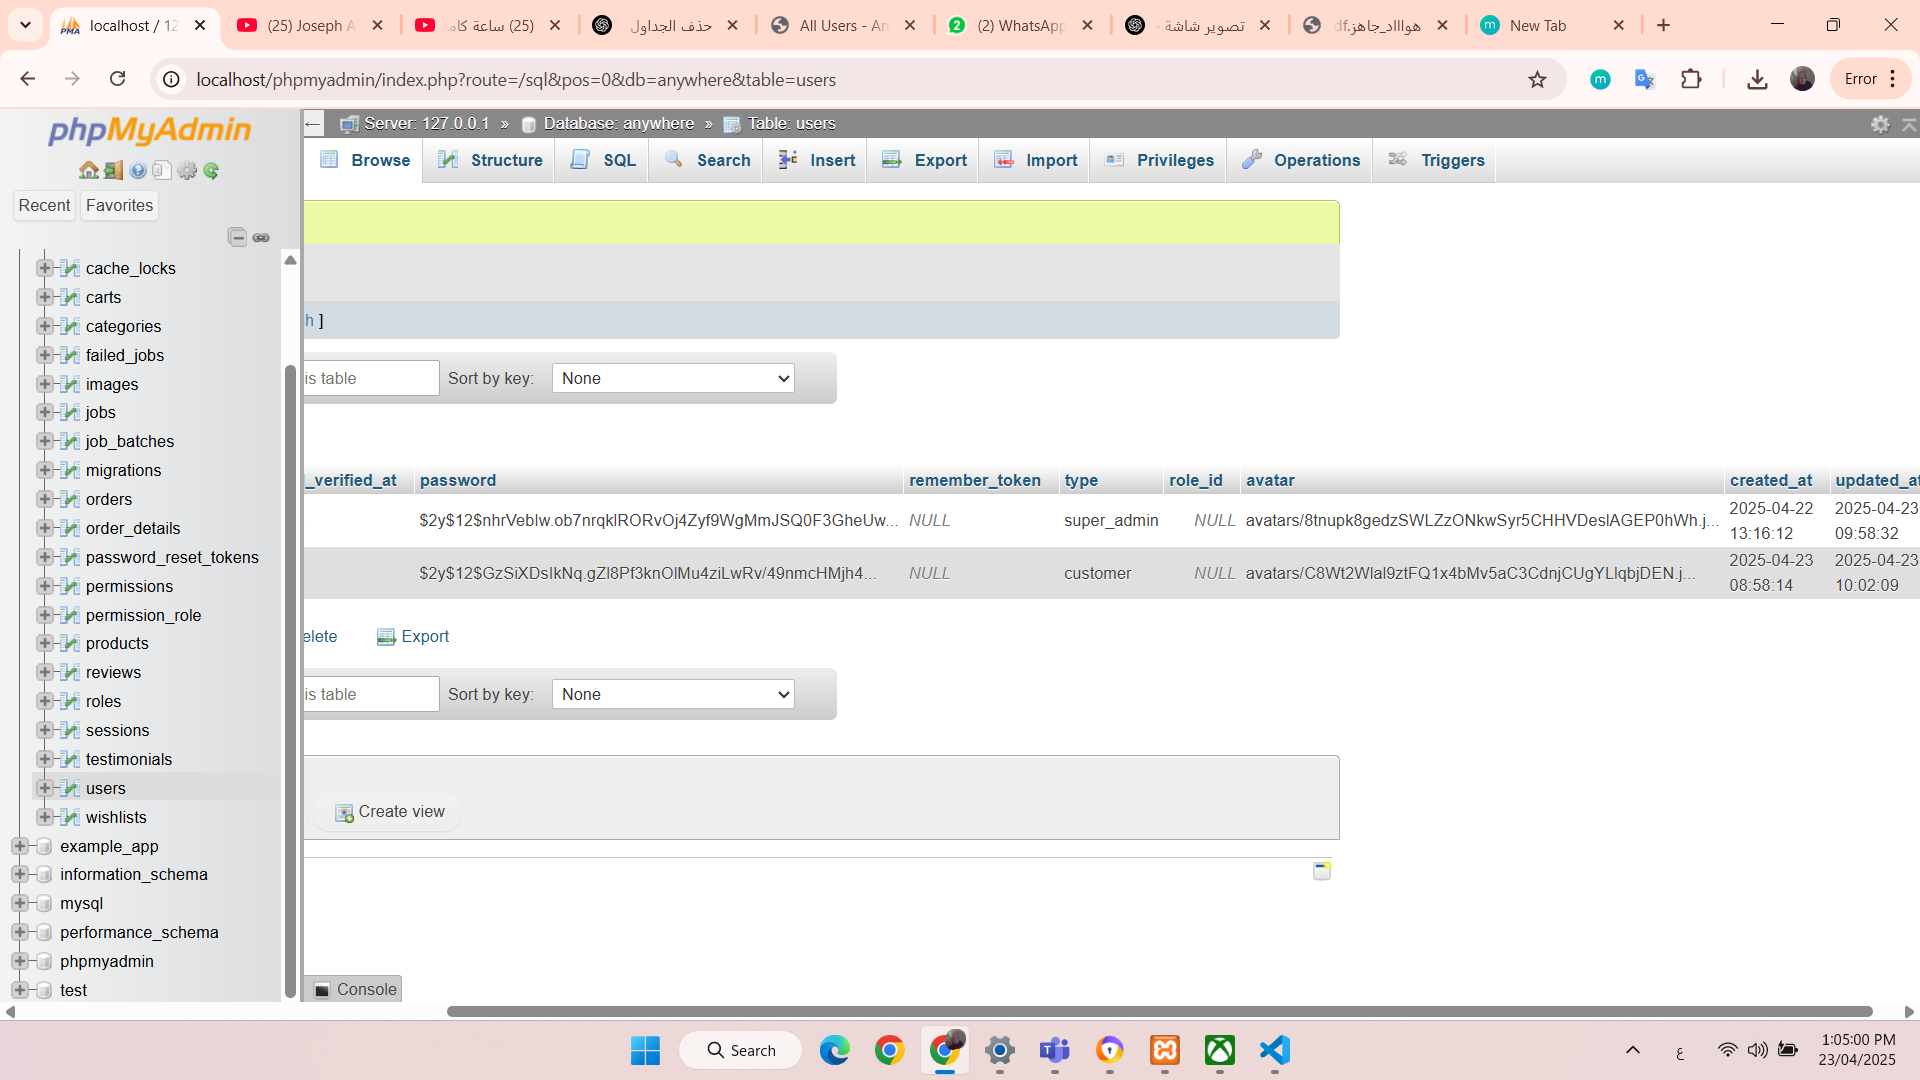 localhost / 12
(25) Joseph A
(25) ساعة كامل
حذف الجداول
All Users - An
(2) WhatsApp
تصوير شاشة -
هواااد_جاهز.df
New Tab
localhost/phpmyadmin/index.php?route=/sql&pos=0&db=anywhere&table=users
Error
phpMyAdmin
Recent
Favorites
cache_locks
carts
categories
failed_jobs
images
jobs
job_batches
migrations
orders
order_details
password_reset_tokens
permissions
permission_role
products
reviews
roles
sessions
testimonials
users
wishlists
example_app
information_schema
mysql
performance_schema
phpmyadmin
test
Server: 127.0.0.1 » Database: anywhere » Table: users
Browse Structure SQL Search Insert Export Import Privileges Operations Triggers
h ]
is table Sort by key: None
_verified_at password remember_token type role_id avatar created_at updated_at
$2y$12$nhrVeblw.ob7nrqklRORvOj4Zyf9WgMmJSQ0F3GheUw... NULL super_admin NULL avatars/8tnupk8gedzSWLZzONkwSyr5CHHVDeslAGEP0hWh.j... 2025-04-22 13:16:12 2025-04-23 09:58:32
$2y$12$GzSiXDsIkNq.gZl8Pf3knOlMu4ziLwRv/49nmcHMjh4... NULL customer NULL avatars/C8Wt2Wlal9ztFQ1x4bMv5aC3CdnjCUgYLlqbjDEN.j... 2025-04-23 08:58:14 2025-04-23 10:02:09
elete Export
is table Sort by key: None
Create view
Console
Search
ع
1:05:00 PM
23/04/2025